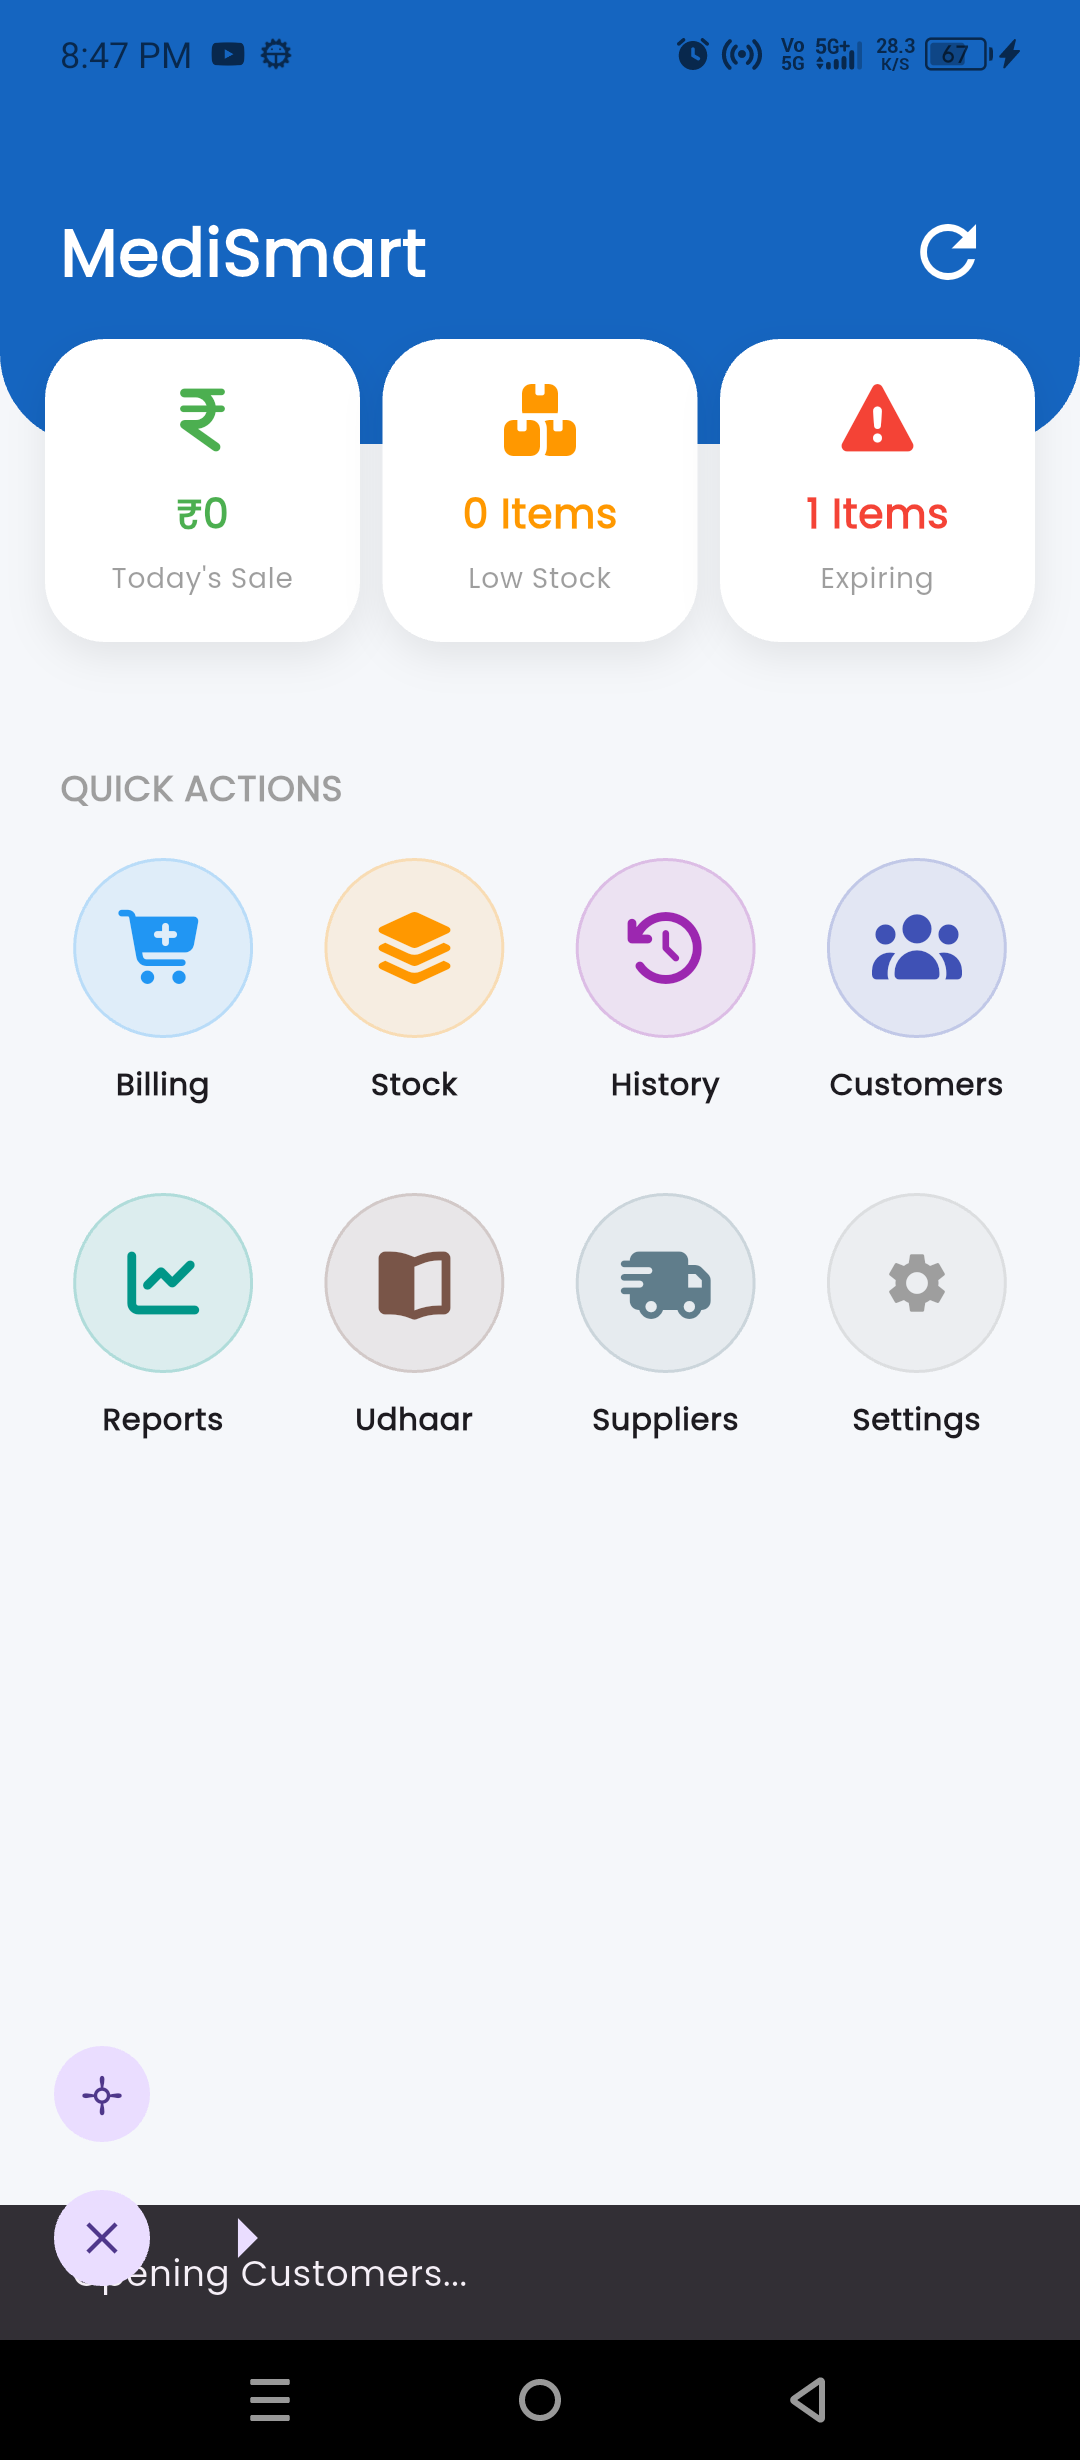 8:47 PM
Vo 5G 5G+ 28.3 K/S 67
MediSmart
₹0
Today's Sale
0 Items
Low Stock
1 Items
Expiring
QUICK ACTIONS
Billing Stock History Customers
Reports Udhaar Suppliers Settings
Opening Customers...